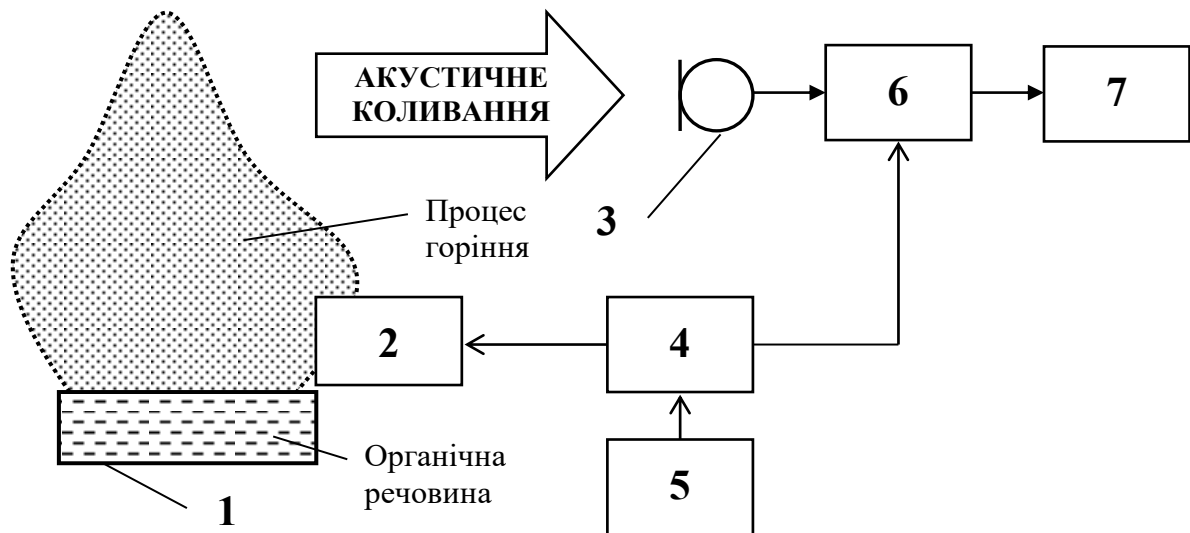 АКУСТИЧНЕ
КОЛИВАННЯ
6
7
3
Процес
горіння
2
4
Органічна
речовина
5
1